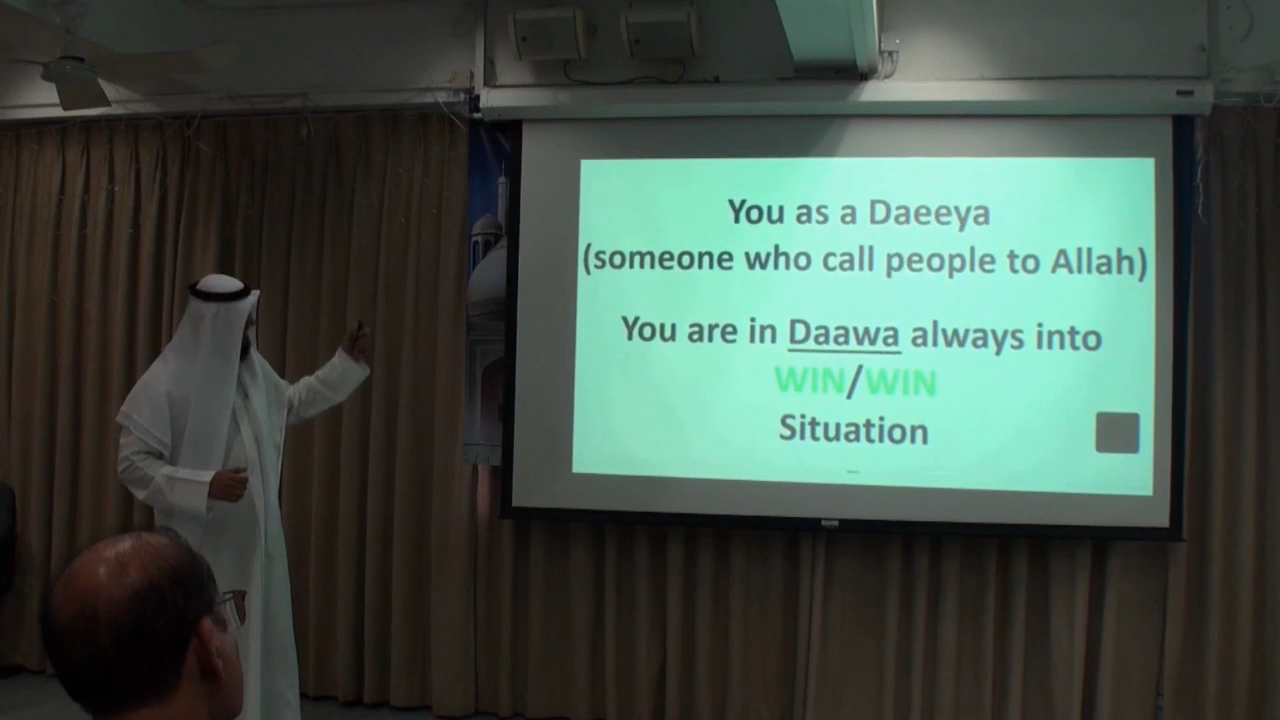 You as a Daeeya
(someone who call people to Allah)
You are in Daawa always into
WIN/WIN
Situation